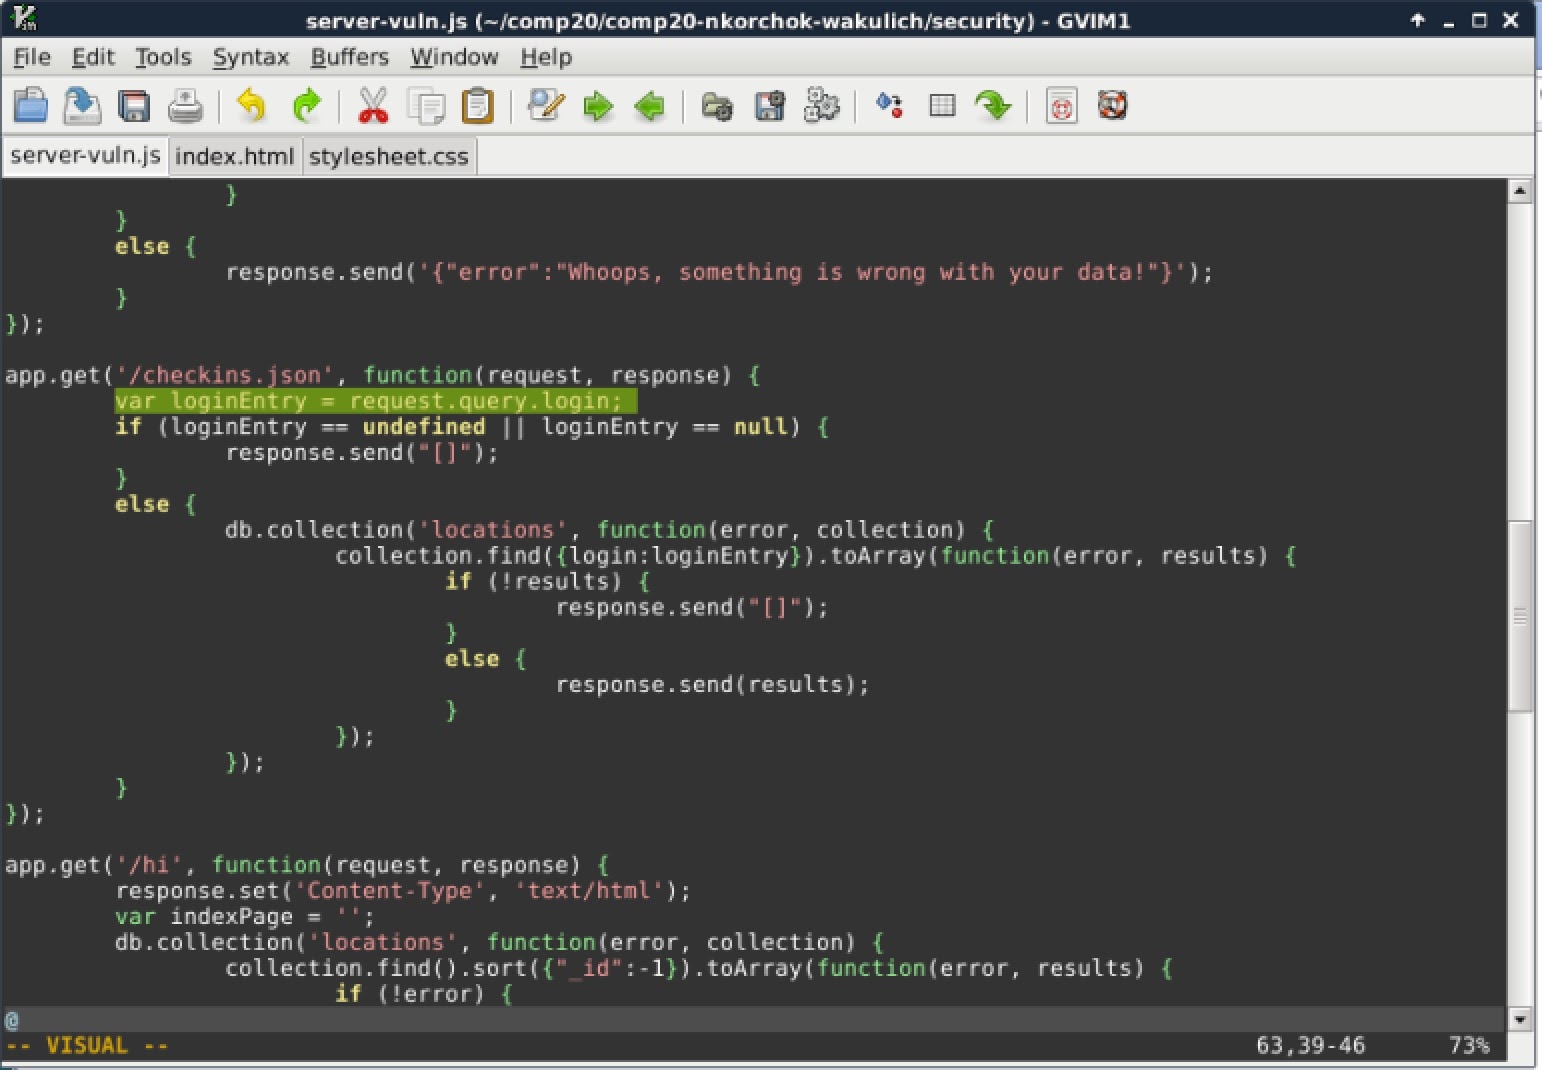 server-vuln.js (~/comp20/comp20-nkorchok-wakulich/security) - GVIM1
File Edit Tools Syntax Buffers Window Help
server-vuln.js index.html stylesheet.css
                }
        }
        else {
                response.send('{"error":"Whoops, something is wrong with your data!"}');
        }
});

app.get('/checkins.json', function(request, response) {
        var loginEntry = request.query.login;
        if (loginEntry == undefined || loginEntry == null) {
                response.send("[]");
        }
        else {
                db.collection('locations', function(error, collection) {
                        collection.find({login:loginEntry}).toArray(function(error, results) {
                                if (!results) {
                                        response.send("[]");
                                }
                                else {
                                        response.send(results);
                                }
                        });
                });
        }
});

app.get('/hi', function(request, response) {
        response.set('Content-Type', 'text/html');
        var indexPage = '';
        db.collection('locations', function(error, collection) {
                collection.find().sort({"_id":-1}).toArray(function(error, results) {
                        if (!error) {
@
-- VISUAL -- 63,39-46 73%